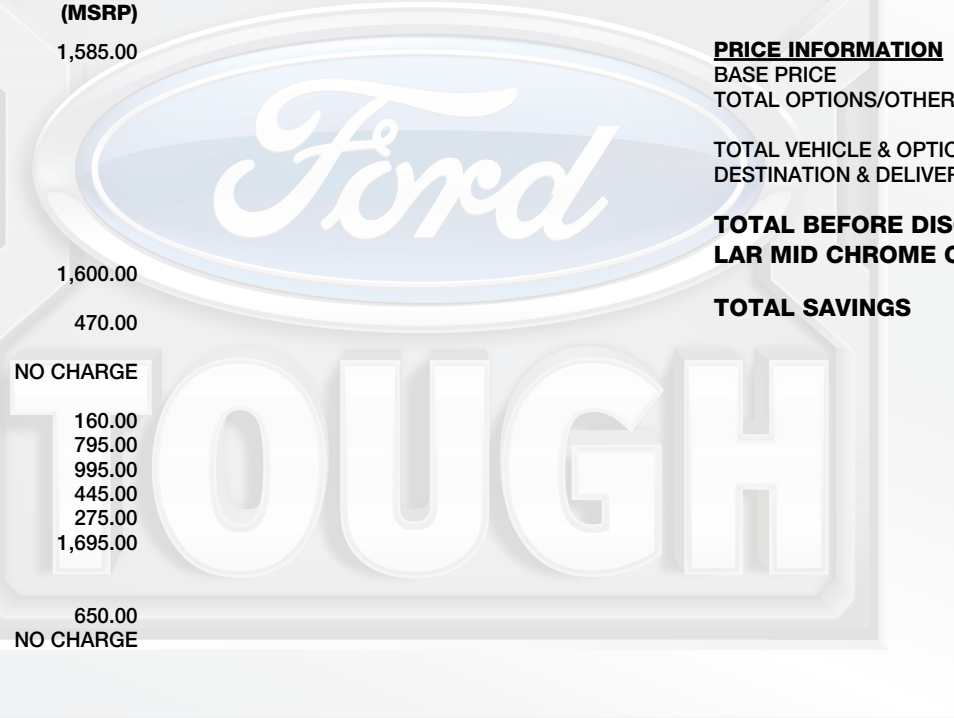 (MSRP)
1,585.00
1,600.00
470.00
NO CHARGE
160.00
795.00
995.00
445.00
275.00
1,695.00
650.00
NO CHARGE
PRICE INFORMATION
BASE PRICE
TOTAL OPTIONS/OTHER
TOTAL VEHICLE & OPTIO
DESTINATION & DELIVER
TOTAL BEFORE DIS
LAR MID CHROME
TOTAL SAVINGS
Ford
TOUGH